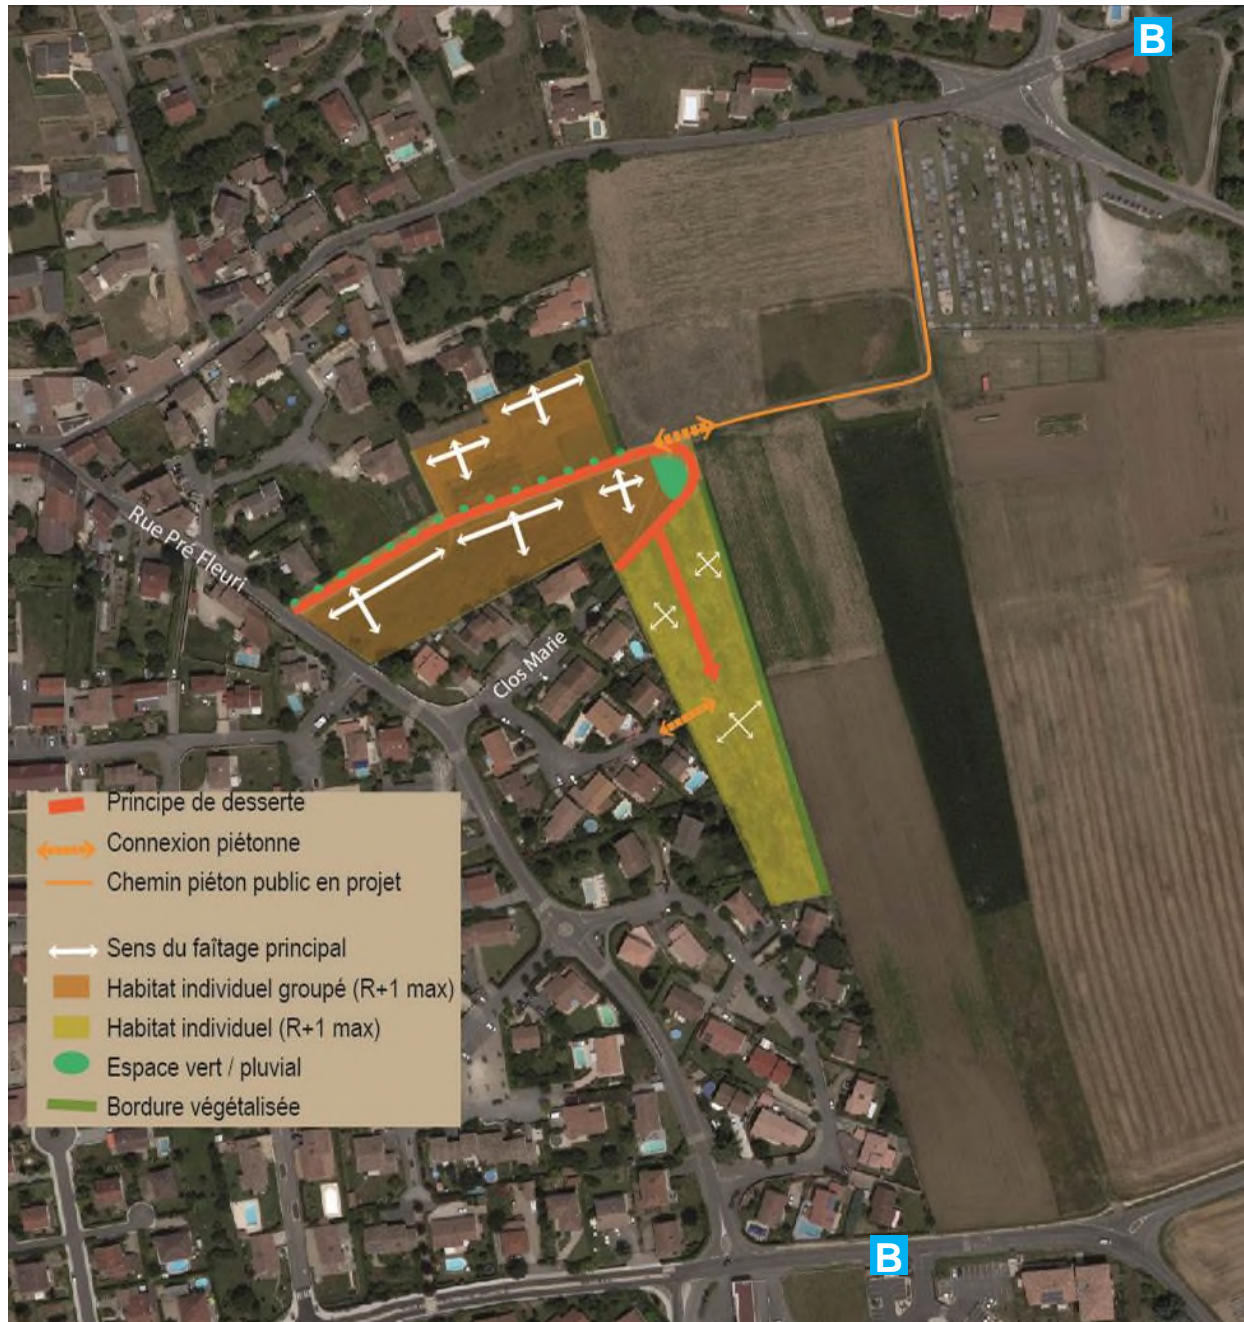 B
Rue Pré Fleuri
Clos Marie
Principe de desserte
Connexion piétonne
Chemin piéton public en projet
Sens du faîtage principal
Habitat individuel groupé (R+1 max)
Habitat individuel (R+1 max)
Espace vert / pluvial
Bordure végétalisée
B